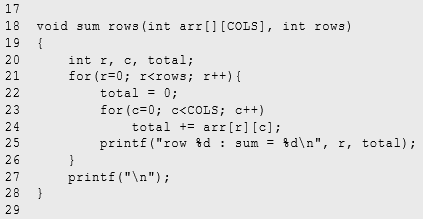 17
18 void sum rows(int arr[][COLS], int rows)
19 {
20     int r, c, total;
21     for(r=0; r<rows; r++){
22         total = 0;
23         for(c=0; c<COLS; c++)
24             total += arr[r][c];
25         printf("row %d : sum = %d\n", r, total);
26     }
27     printf("\n");
28 }
29